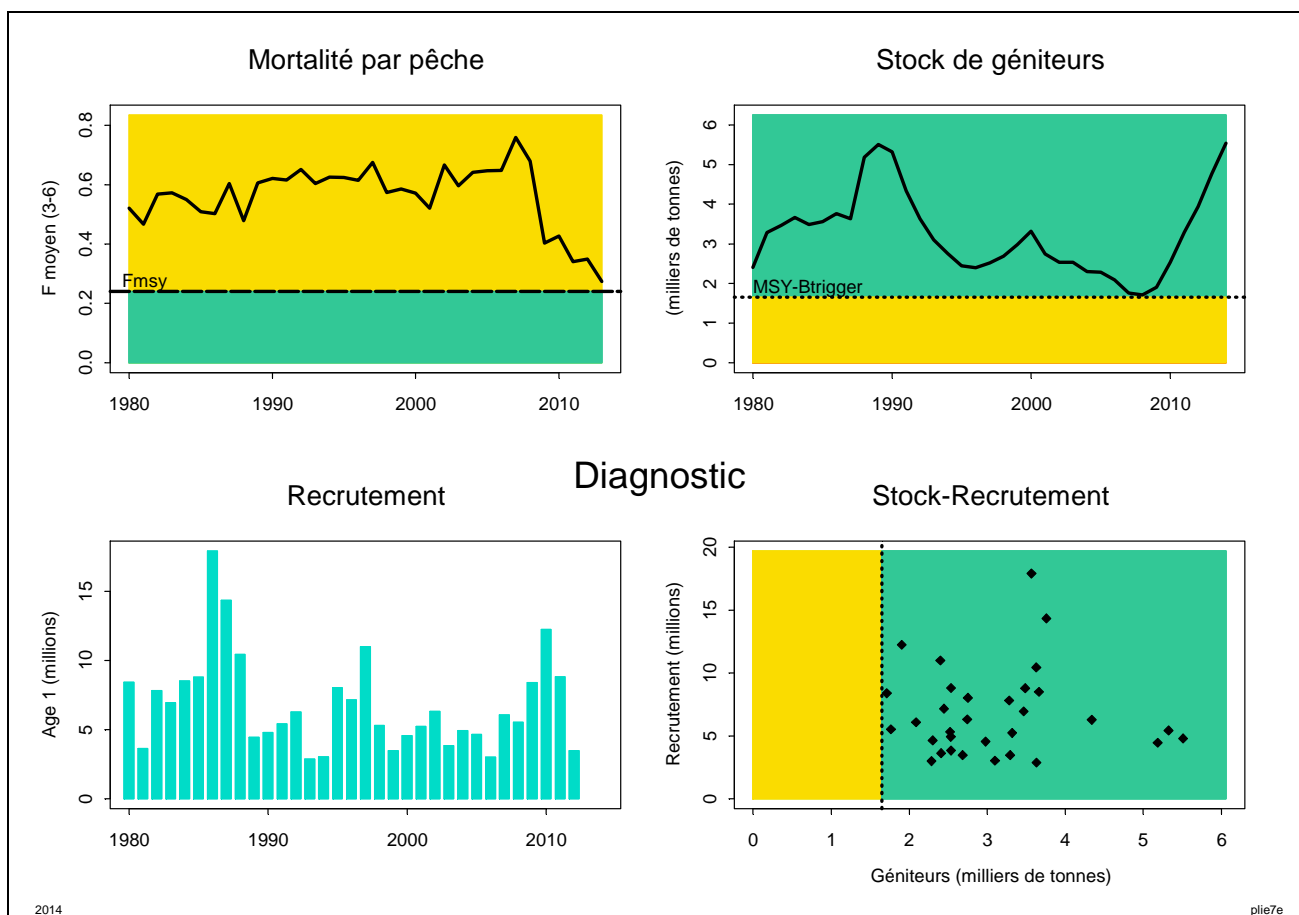 Mortalité par pêche
F moyen (3-6)
0.0 0.2 0.4 0.6 0.8
Fmsy
1980 1990 2000 2010
Stock de géniteurs
(milliers de tonnes)
0 1 2 3 4 5 6
MSY-Btrigger
1980 1990 2000 2010
Diagnostic
Recrutement
Age 1 (millions)
0 5 10 15
1980 1990 2000 2010
Stock-Recrutement
Recrutement (millions)
0 5 10 15 20
0 1 2 3 4 5 6
Géniteurs (milliers de tonnes)
2014
plie7e